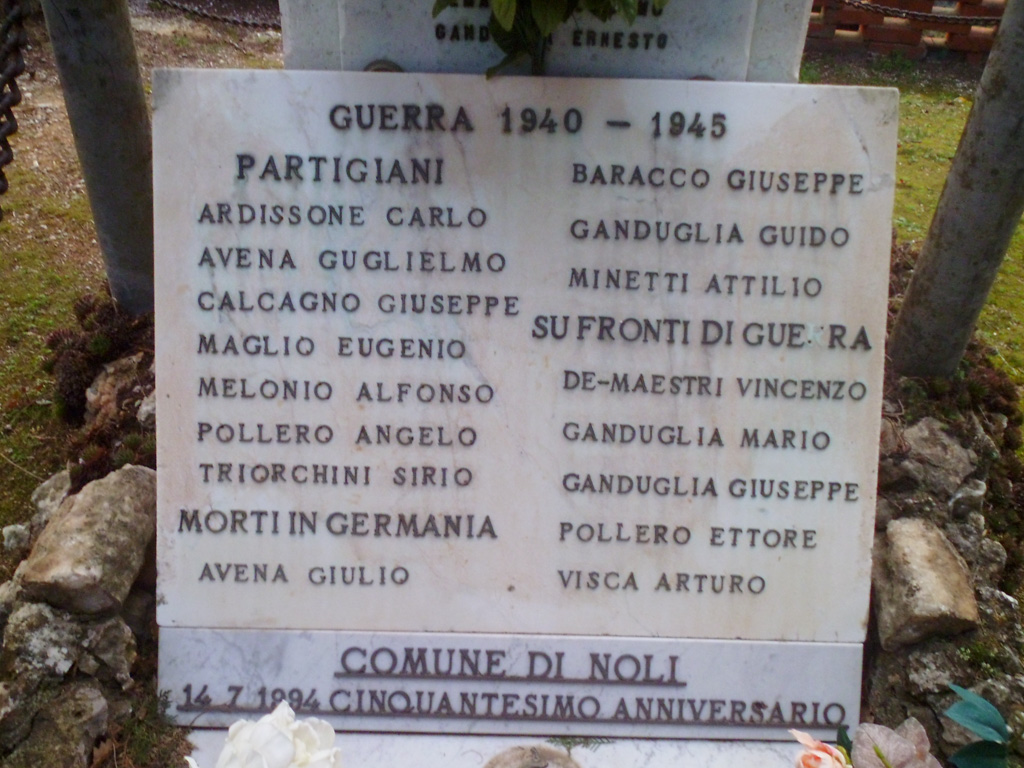 GAND ERNESTO
GUERRA 1940 - 1945
PARTIGIANI
ARDISSONE CARLO
AVENA GUGLIELMO
CALCAGNO GIUSEPPE
MAGLIO EUGENIO
MELONIO ALFONSO
POLLERO ANGELO
TRIORCHINI SIRIO
MORTI IN GERMANIA
AVENA GIULIO
BARACCO GIUSEPPE
GANDUGLIA GUIDO
MINETTI ATTILIO
SU FRONTI DI GUERRA
DE-MAESTRI VINCENZO
GANDUGLIA MARIO
GANDUGLIA GIUSEPPE
POLLERO ETTORE
VISCA ARTURO
COMUNE DI NOLI
14 7 1994 CINQUANTESIMO ANNIVERSARIO